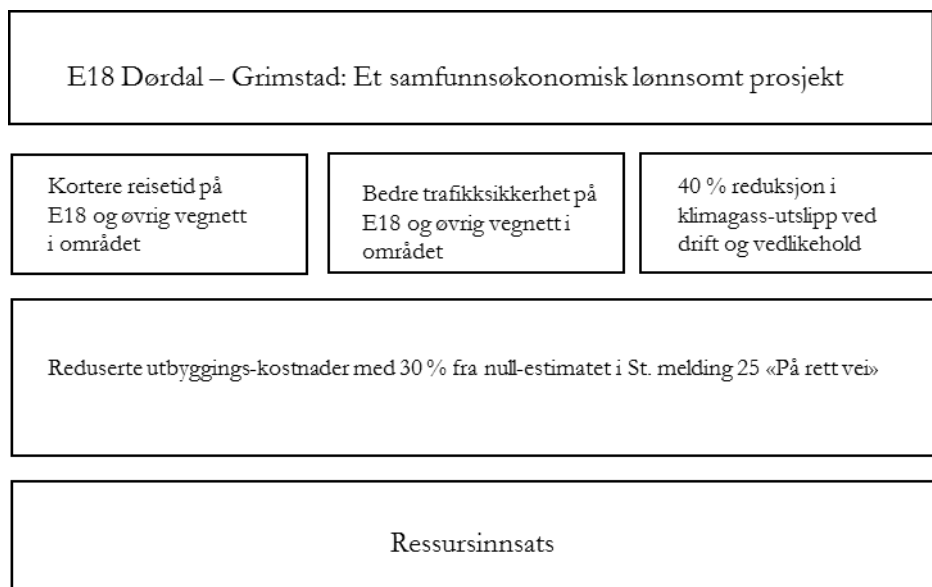 E18 Dørdal – Grimstad: Et samfunnsøkonomisk lønnsomt prosjekt
Kortere reisetid på
E18 og øvrig vegnett
i området
Bedre trafikksikkerhet på
E18 og øvrig vegnett i
området
40 % reduksjon i
klimagass-utslipp ved
drift og vedlikehold
Reduserte utbyggings-kostnader med 30 % fra null-estimatet i St. melding 25 «På rett vei»
Ressursinnsats